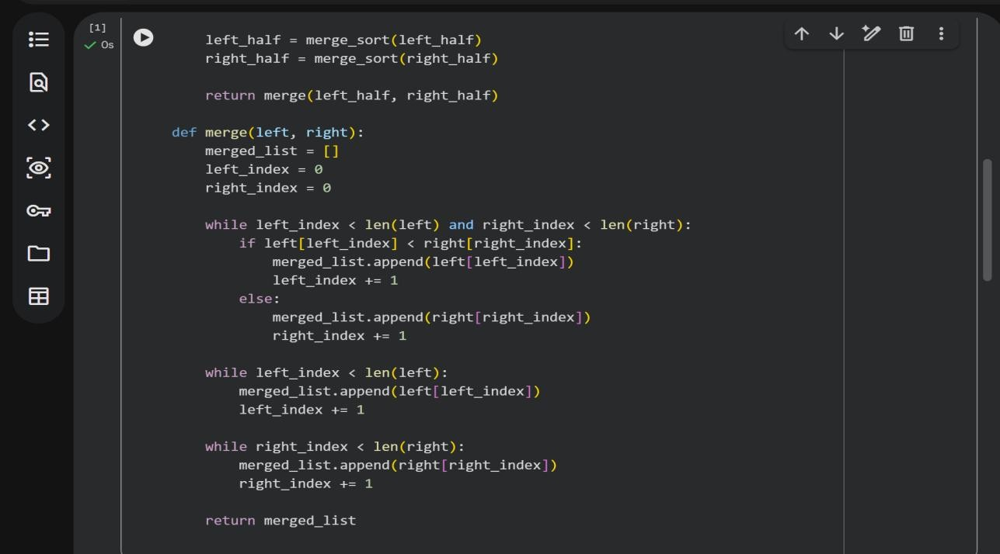 [1]
0s
left_half = merge_sort(left_half)
right_half = merge_sort(right_half)
return merge(left_half, right_half)
def merge(left, right):
merged_list = []
left_index = 0
right_index = 0
while left_index < len(left) and right_index < len(right):
if left[left_index] < right[right_index]:
merged_list.append(left[left_index])
left_index += 1
else:
merged_list.append(right[right_index])
right_index += 1
while left_index < len(left):
merged_list.append(left[left_index])
left_index += 1
while right_index < len(right):
merged_list.append(right[right_index])
right_index += 1
return merged_list